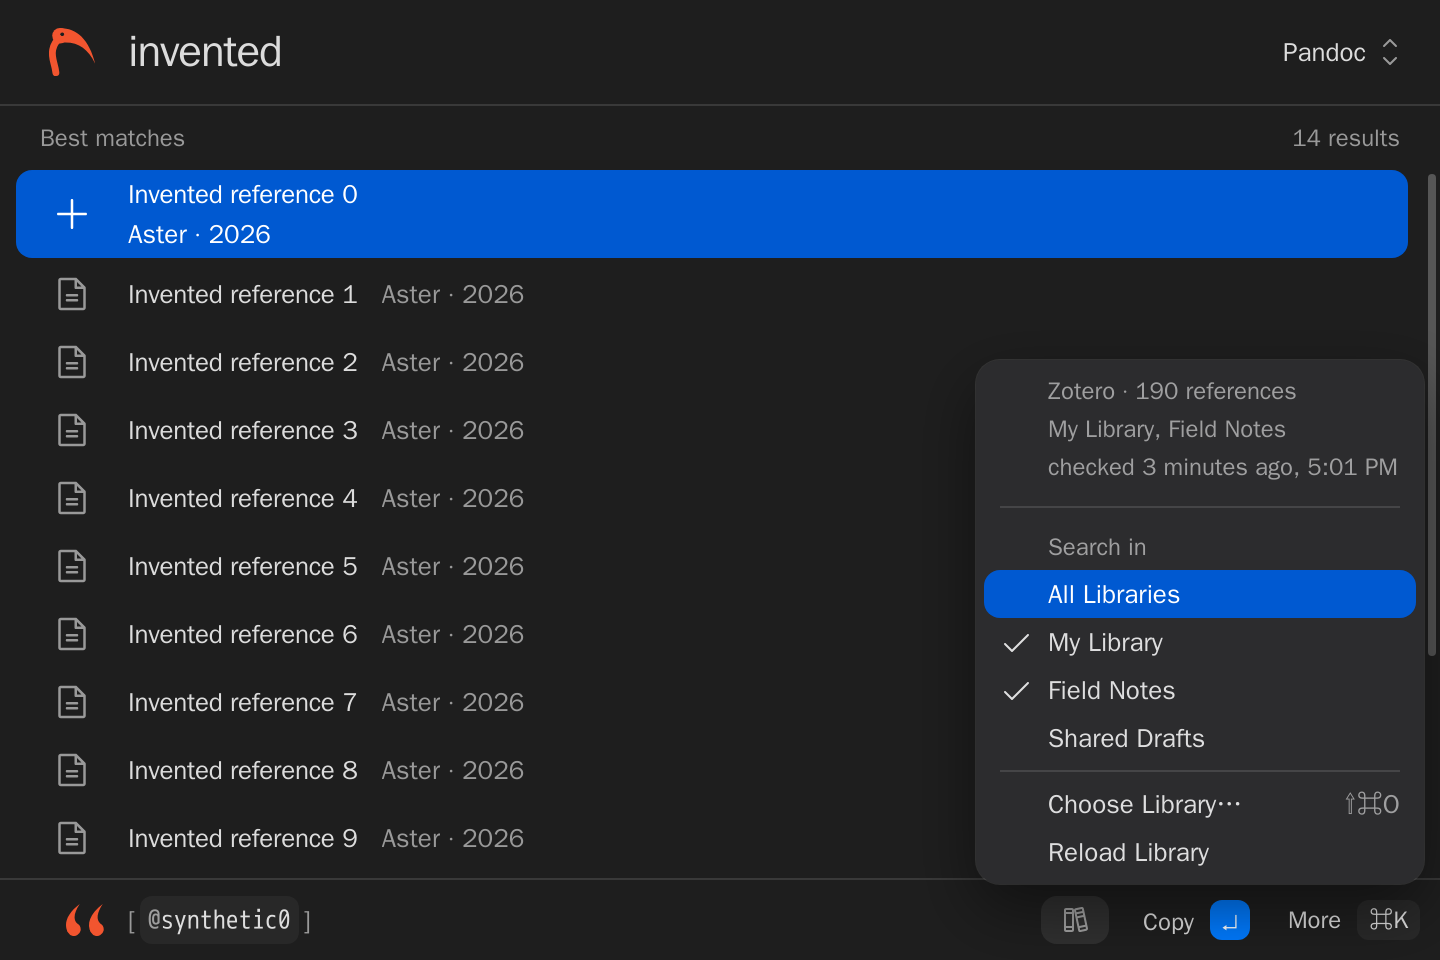 invented
Pandoc
Best matches
14 results
Invented reference 0
Aster · 2026
Invented reference 1 Aster · 2026
Invented reference 2 Aster · 2026
Invented reference 3 Aster · 2026
Invented reference 4 Aster · 2026
Invented reference 5 Aster · 2026
Invented reference 6 Aster · 2026
Invented reference 7 Aster · 2026
Invented reference 8 Aster · 2026
Invented reference 9 Aster · 2026
Zotero · 190 references
My Library, Field Notes
checked 3 minutes ago, 5:01 PM
Search in
All Libraries
My Library
Field Notes
Shared Drafts
Choose Library… ⇧⌘O
Reload Library
[ @synthetic0 ]
Copy ↵
More ⌘K